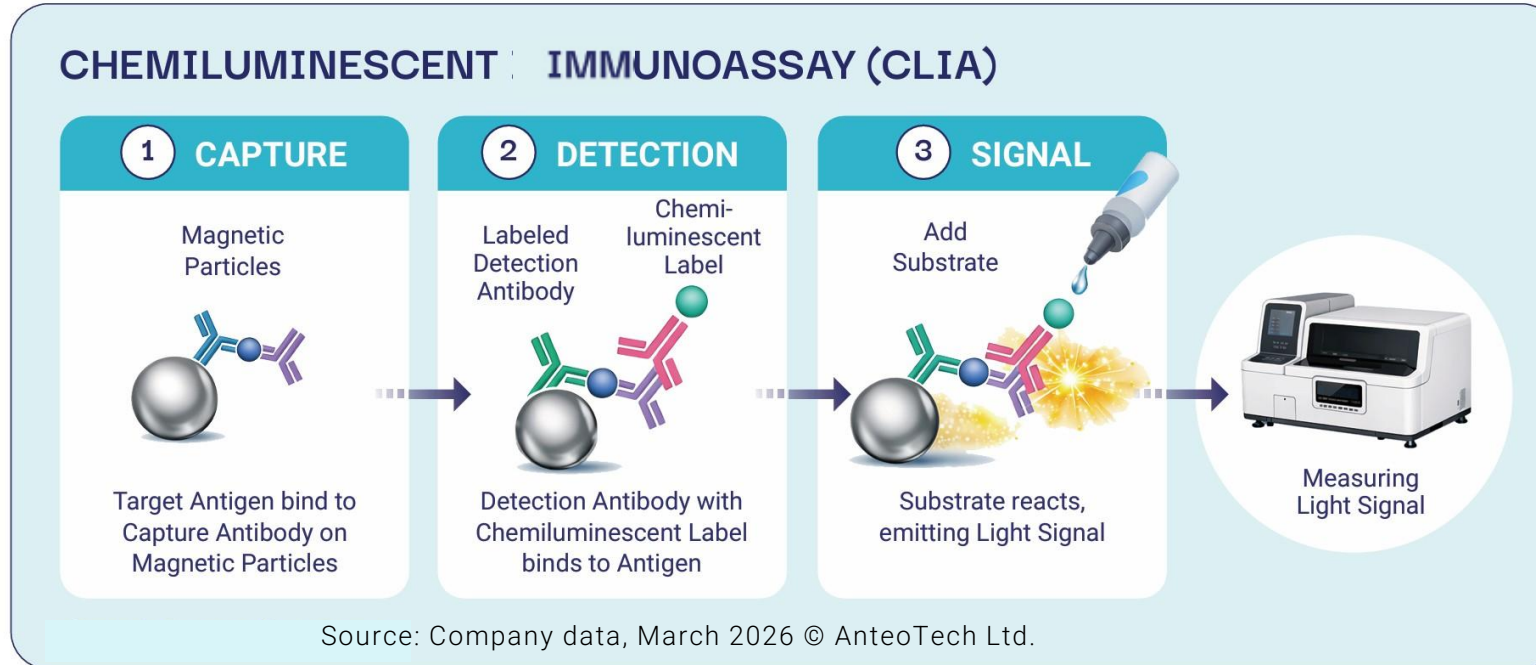 CHEMILUMINESCENT IMMUNOASSAY (CLIA)
1 CAPTURE
Magnetic
Particles
Target Antigen bind to
Capture Antibody on
Magnetic Particles
2 DETECTION
Labeled
Detection
Antibody
Chemi-
luminescent
Label
Detection Antibody with
Chemiluminescent Label
binds to Antigen
3 SIGNAL
Add
Substrate
Substrate reacts,
emitting Light Signal
Measuring
Light Signal
Source: Company data, March 2026 © AnteoTech Ltd.